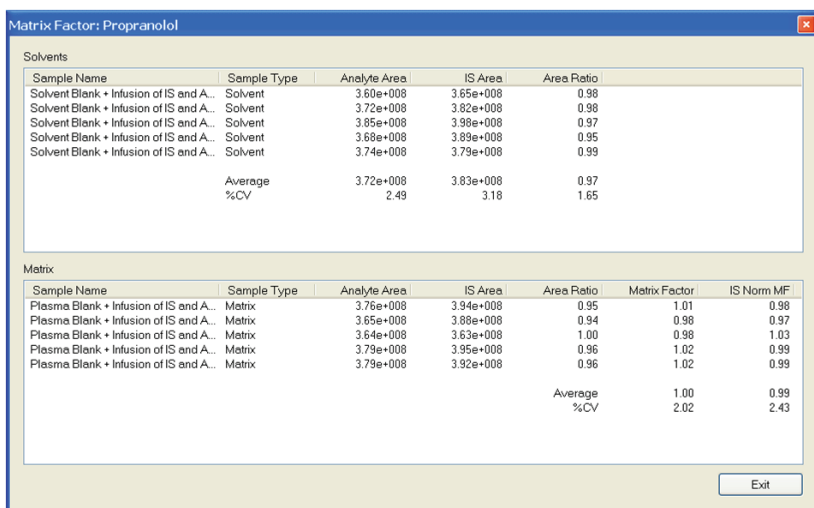 Matrix Factor: Propranolol
Solvents
Sample Name Sample Type Analyte Area IS Area Area Ratio
Solvent Blank + Infusion of IS and A... Solvent 3.60e+008 3.65e+008 0.98
Solvent Blank + Infusion of IS and A... Solvent 3.72e+008 3.82e+008 0.98
Solvent Blank + Infusion of IS and A... Solvent 3.85e+008 3.98e+008 0.97
Solvent Blank + Infusion of IS and A... Solvent 3.68e+008 3.89e+008 0.95
Solvent Blank + Infusion of IS and A... Solvent 3.74e+008 3.79e+008 0.99
Average 3.72e+008 3.83e+008 0.97
%CV 2.49 3.18 1.65
Matrix
Sample Name Sample Type Analyte Area IS Area Area Ratio Matrix Factor IS Norm MF
Plasma Blank + Infusion of IS and A... Matrix 3.76e+008 3.94e+008 0.95 1.01 0.98
Plasma Blank + Infusion of IS and A... Matrix 3.65e+008 3.88e+008 0.94 0.98 0.97
Plasma Blank + Infusion of IS and A... Matrix 3.64e+008 3.63e+008 1.00 0.98 1.03
Plasma Blank + Infusion of IS and A... Matrix 3.79e+008 3.95e+008 0.96 1.02 0.99
Plasma Blank + Infusion of IS and A... Matrix 3.79e+008 3.92e+008 0.96 1.02 0.99
Average 1.00 0.99
%CV 2.02 2.43
Exit